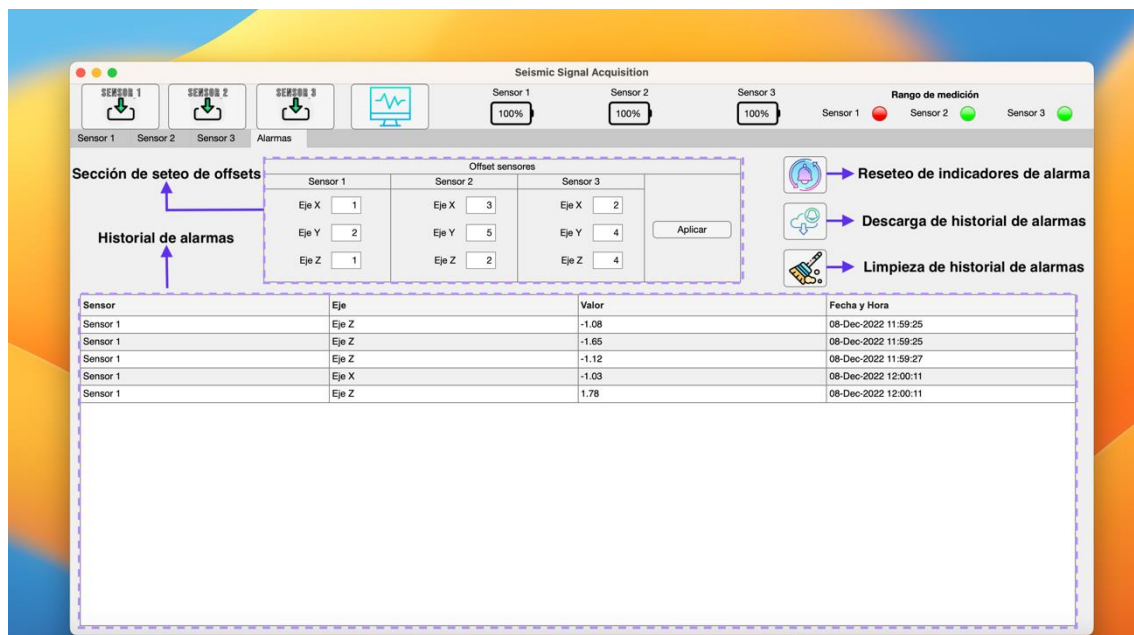 Seismic Signal Acquisition
SENSOR 1 SENSOR 2 SENSOR 3
Sensor 1 Sensor 2 Sensor 3
100% 100% 100%
Rango de medición
Sensor 1 Sensor 2 Sensor 3
Sensor 1 Sensor 2 Sensor 3 Alarmas
Sección de seteo de offsets
Historial de alarmas
Offset sensores
Sensor 1 Sensor 2 Sensor 3
Eje X 1 Eje X 3 Eje X 2
Eje Y 2 Eje Y 5 Eje Y 4
Aplicar
Eje Z 1 Eje Z 2 Eje Z 4
Reseteo de indicadores de alarma
Descarga de historial de alarmas
Limpieza de historial de alarmas
Sensor Eje Valor Fecha y Hora
Sensor 1 Eje Z -1.08 08-Dec-2022 11:59:25
Sensor 1 Eje Z -1.65 08-Dec-2022 11:59:25
Sensor 1 Eje Z -1.12 08-Dec-2022 11:59:27
Sensor 1 Eje X -1.03 08-Dec-2022 12:00:11
Sensor 1 Eje Z 1.78 08-Dec-2022 12:00:11